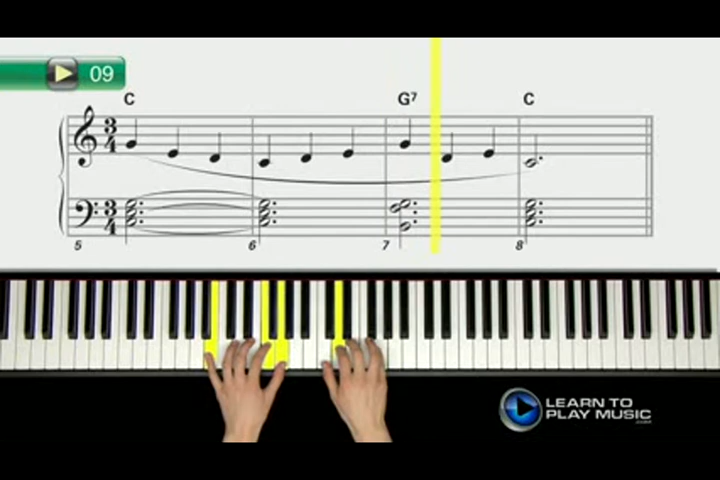 09
C G7 C
3 4
3 4
5 6 7 8
LEARN TO
PLAY MUSIC